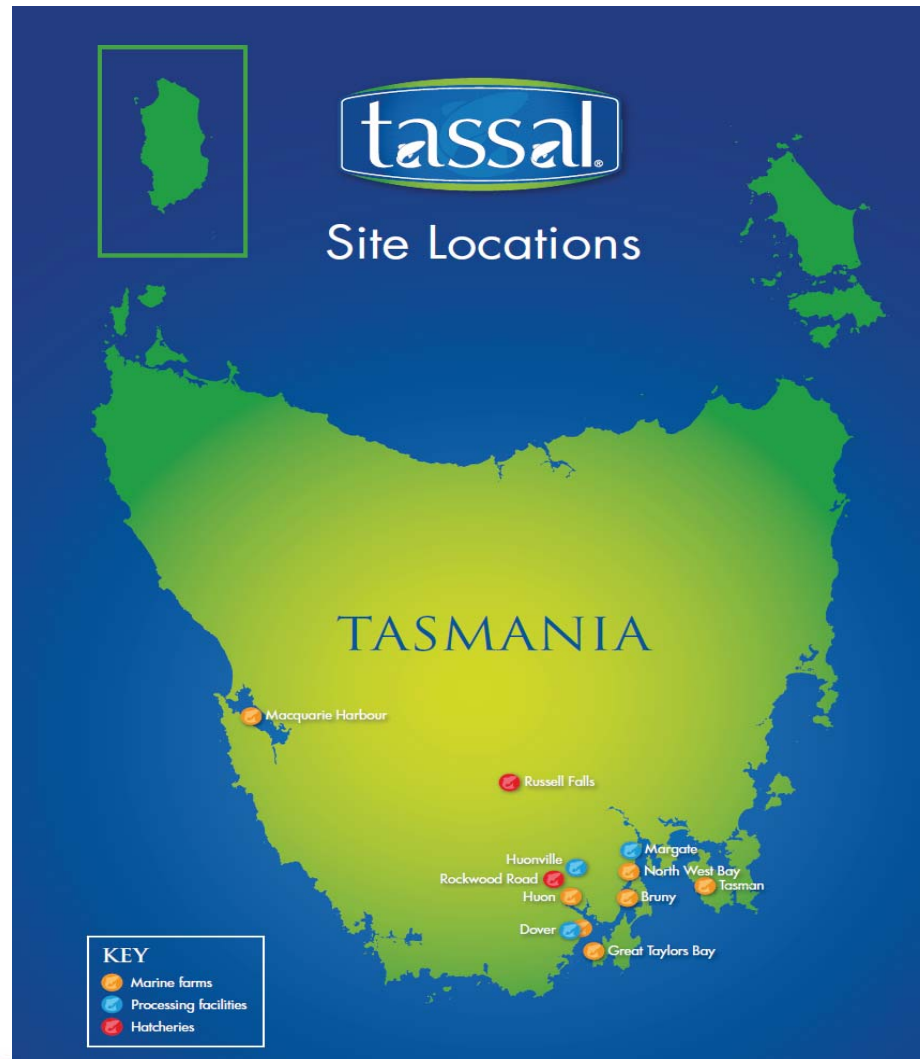 tassal®
Site Locations
TASMANIA
Macquarie Harbour
Russell Falls
Margate
Huonville
North West Bay
Rockwood Road
Tasman
Huon
Bruny
Dover
Great Taylors Bay
KEY
Marine farms
Processing facilities
Hatcheries